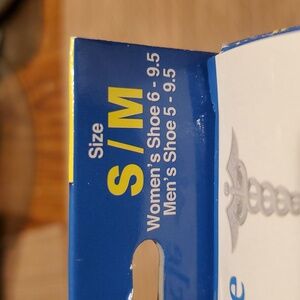 Size
S / M
Women's Shoe 6 - 9.5
Men's Shoe 5 - 9.5
e